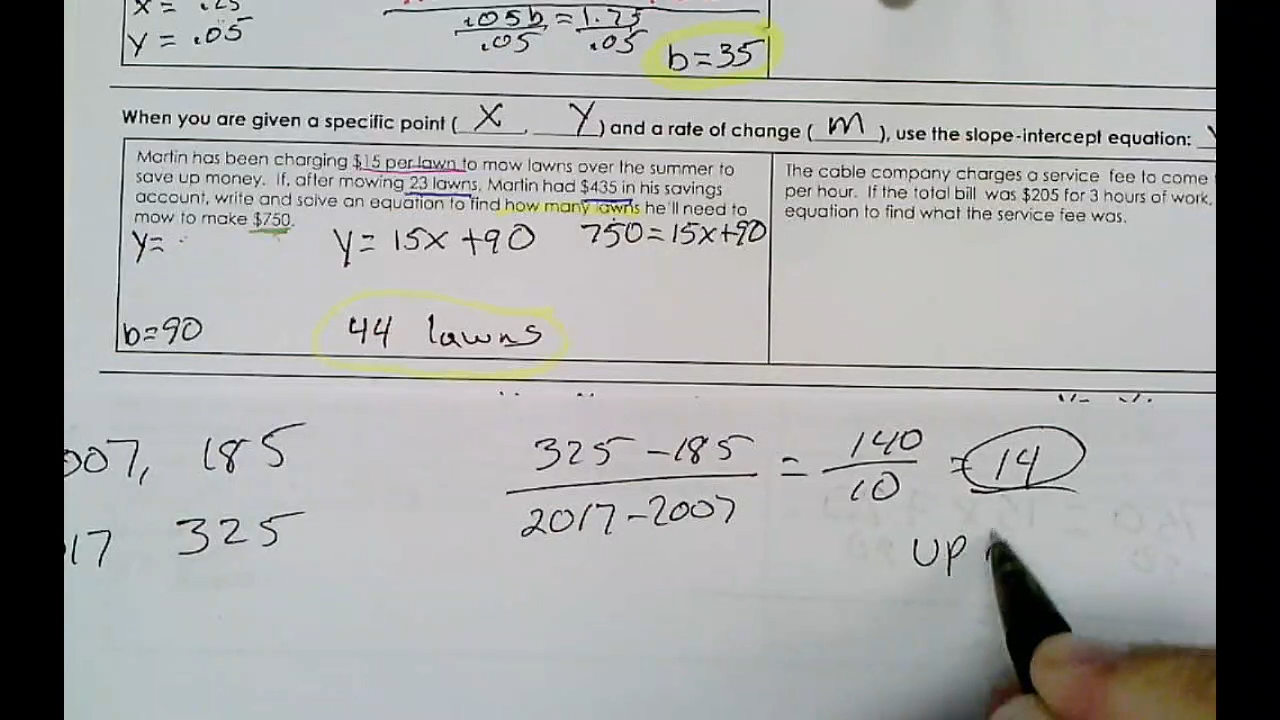 x = .25
y = .05
.05b = 1.75
.05 .05
b=35
When you are given a specific point ( x , y ) and a rate of change ( m ), use the slope-intercept equation:
Martin has been charging $15 per lawn to mow lawns over the summer to
save up money. If, after mowing 23 lawns, Martin had $435 in his savings
account, write and solve an equation to find how many lawns he'll need to
mow to make $750.
y=
y= 15x +90
750=15x+90
b=90
44 lawns
The cable company charges a service fee to come
per hour. If the total bill was $205 for 3 hours of work,
equation to find what the service fee was.
007, 185
17 325
325 -185 = 140 = 14
2017-2007 10
UP